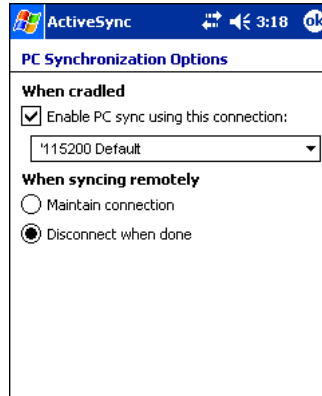 ActiveSync 3:18 ok
PC Synchronization Options
When cradled
Enable PC sync using this connection:
'115200 Default
When syncing remotely
Maintain connection
Disconnect when done